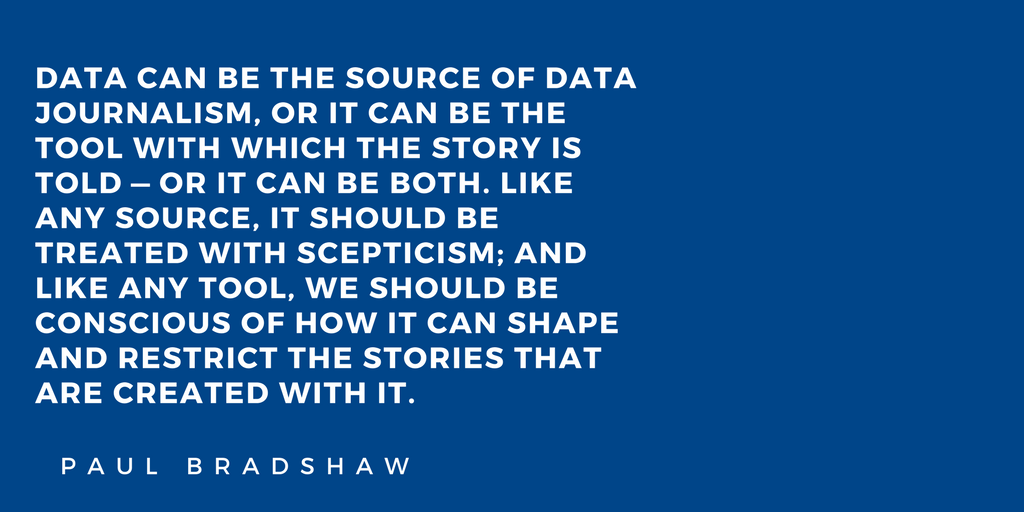 DATA CAN BE THE SOURCE OF DATA
JOURNALISM, OR IT CAN BE THE
TOOL WITH WHICH THE STORY IS
TOLD — OR IT CAN BE BOTH. LIKE
ANY SOURCE, IT SHOULD BE
TREATED WITH SCEPTICISM; AND
LIKE ANY TOOL, WE SHOULD BE
CONSCIOUS OF HOW IT CAN SHAPE
AND RESTRICT THE STORIES THAT
ARE CREATED WITH IT.
PAUL BRADSHAW